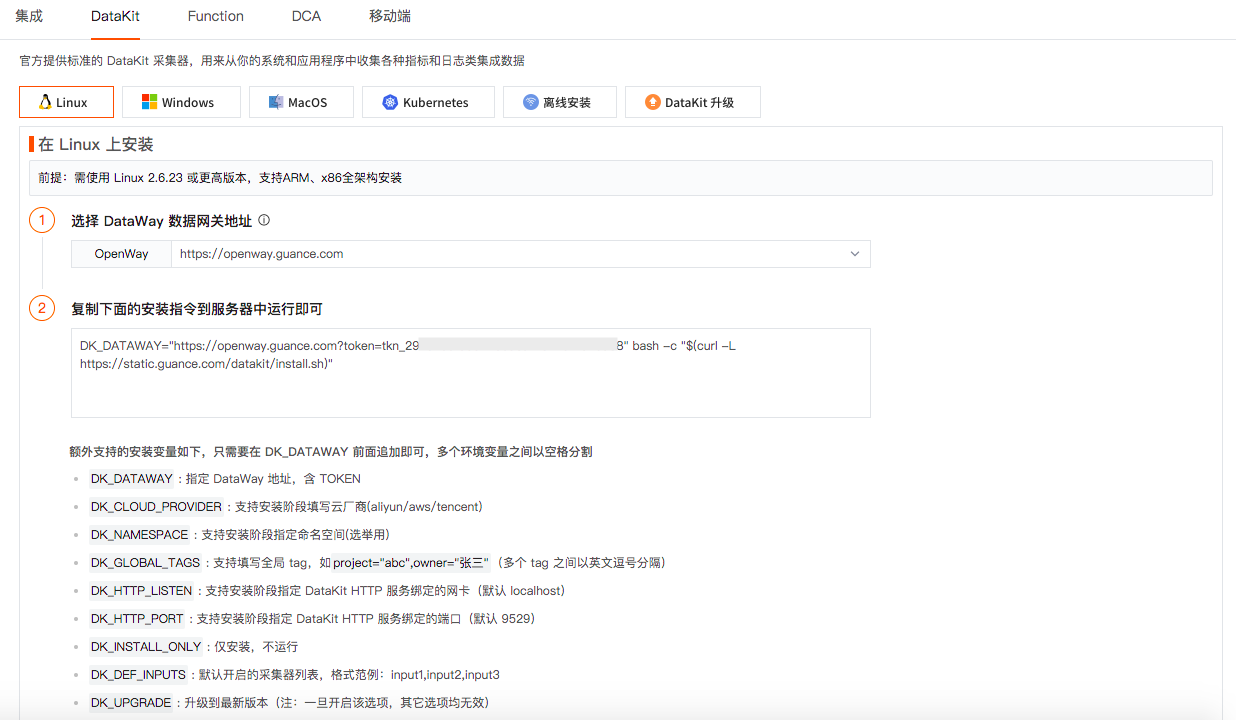 集成 DataKit Function DCA 移动端
官方提供标准的 DataKit 采集器，用来从你的系统和应用程序中收集各种指标和日志类集成数据
Linux Windows MacOS Kubernetes 离线安装 DataKit 升级
在 Linux 上安装
前提：需使用 Linux 2.6.23 或更高版本，支持ARM、x86全架构安装
1 选择 DataWay 数据网关地址
OpenWay https://openway.guance.com
2 复制下面的安装指令到服务器中运行即可
DK_DATAWAY="https://openway.guance.com?token=tkn_29 8" bash -c "$(curl -L
https://static.guance.com/datakit/install.sh)"
额外支持的安装变量如下，只需要在 DK_DATAWAY 前面追加即可，多个环境变量之间以空格分割
DK_DATAWAY：指定 DataWay 地址，含 TOKEN
DK_CLOUD_PROVIDER：支持安装阶段填写云厂商(aliyun/aws/tencent)
DK_NAMESPACE：支持安装阶段指定命名空间(选举用)
DK_GLOBAL_TAGS：支持填写全局 tag，如 project="abc",owner="张三"（多个 tag 之间以英文逗号分隔）
DK_HTTP_LISTEN：支持安装阶段指定 DataKit HTTP 服务绑定的网卡（默认 localhost）
DK_HTTP_PORT：支持安装阶段指定 DataKit HTTP 服务绑定的端口（默认 9529）
DK_INSTALL_ONLY：仅安装，不运行
DK_DEF_INPUTS：默认开启的采集器列表，格式范例：input1,input2,input3
DK_UPGRADE：升级到最新版本（注：一旦开启该选项，其它选项均无效）